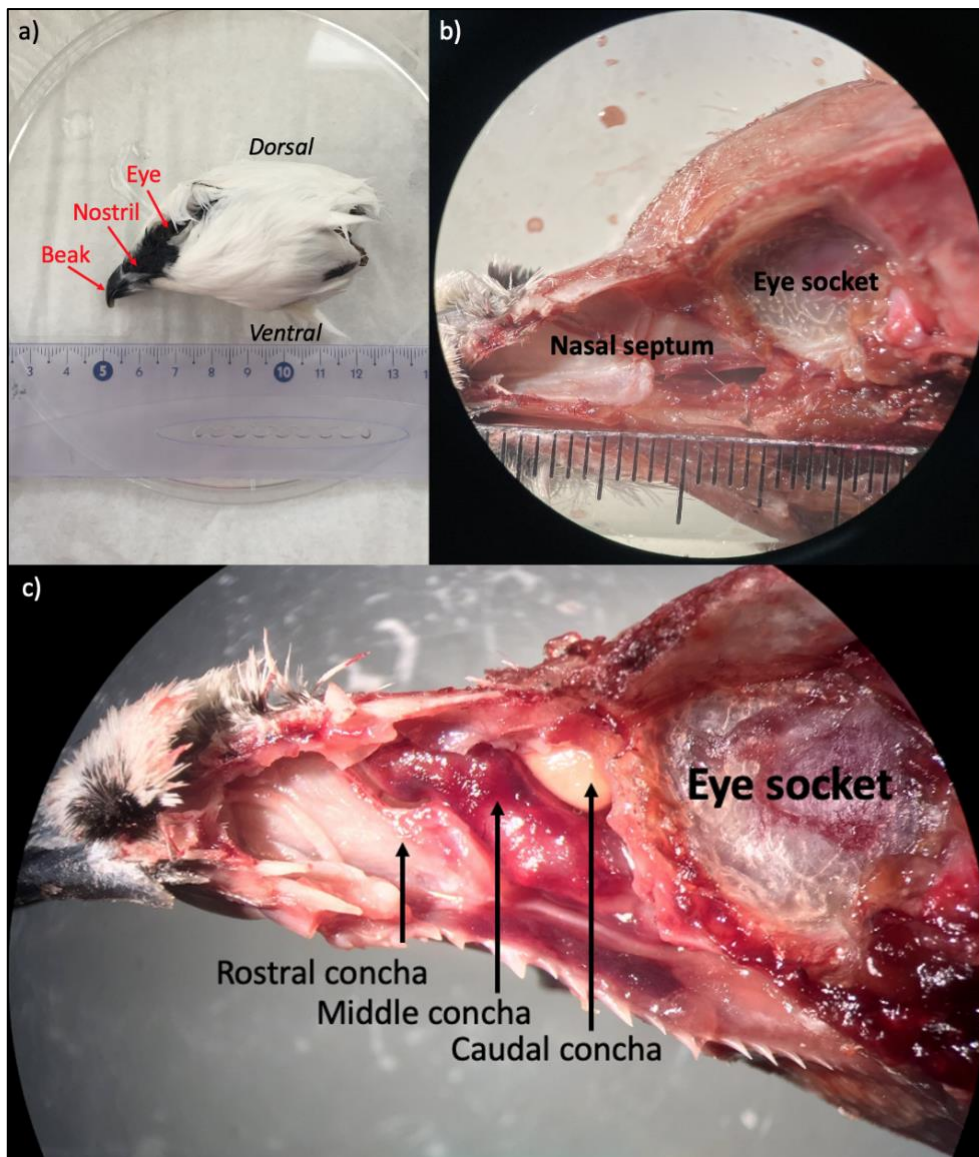 a)
Dorsal
Eye
Nostril
Beak
Ventral
3 4 5 6 7 8 9 10 11 12 13
b)
Eye socket
Nasal septum
c)
Eye socket
Rostral concha
Middle concha
Caudal concha